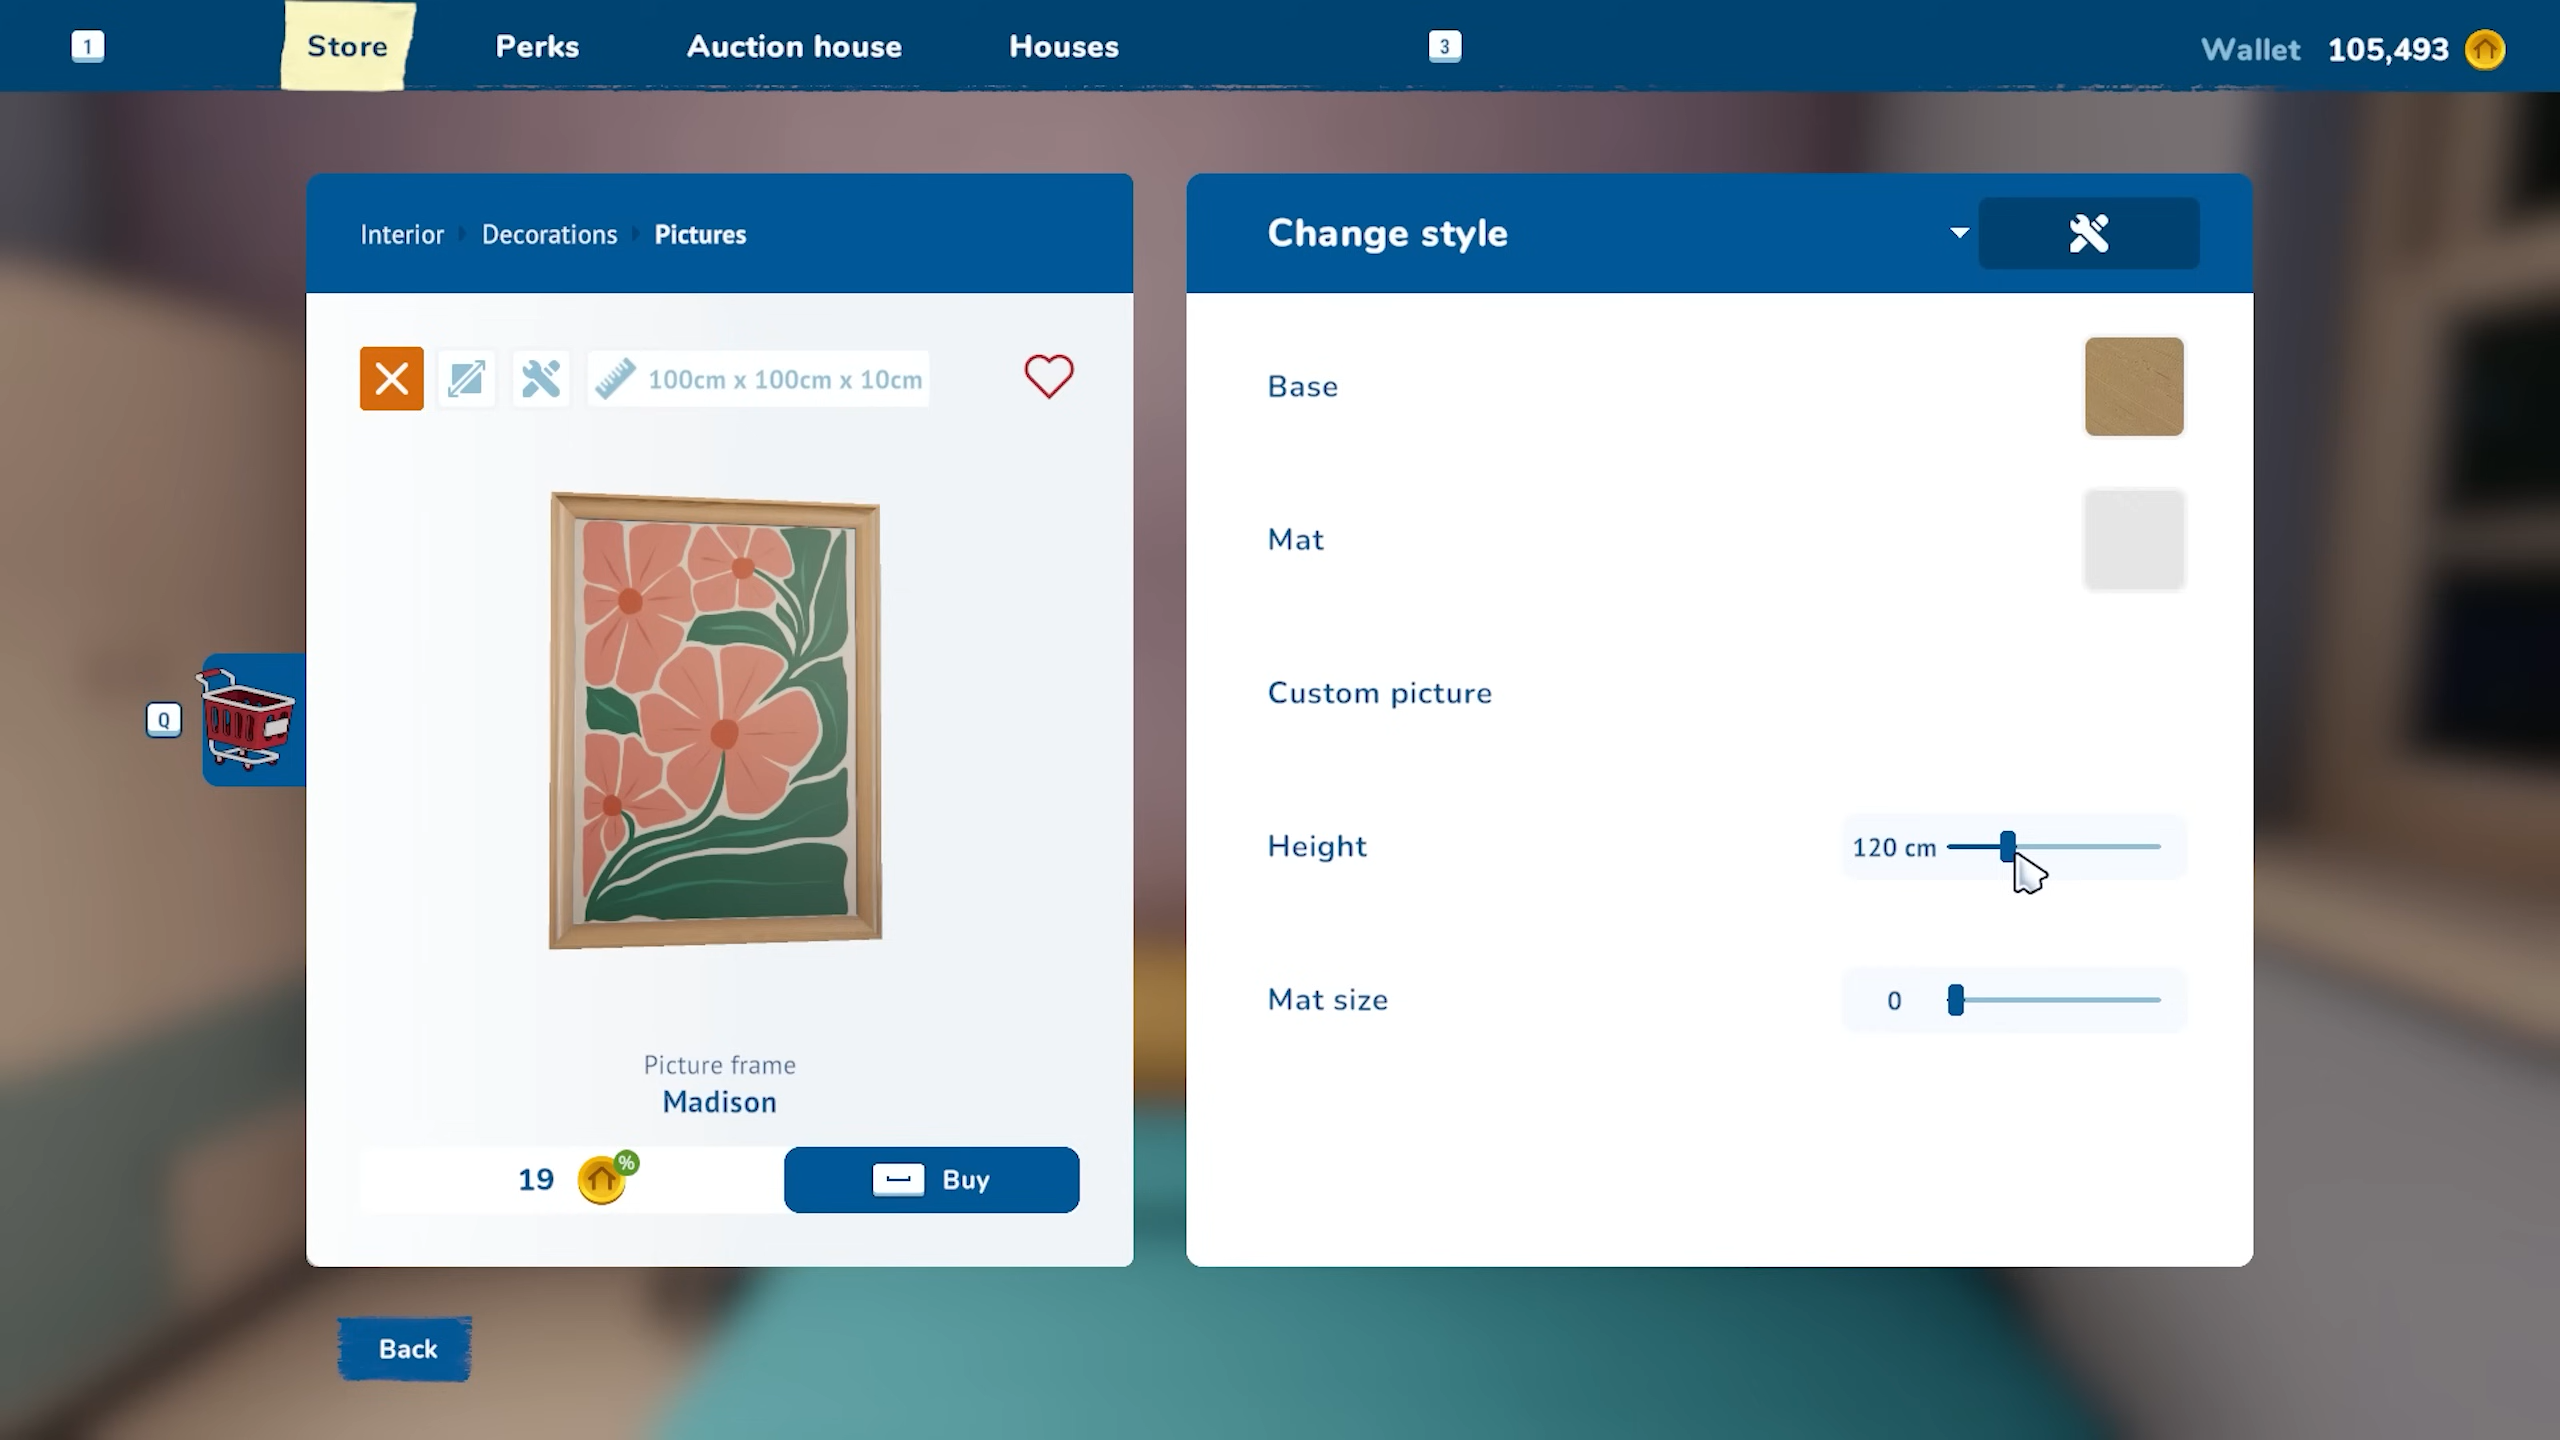 1
Store
Perks
Auction house
Houses
3
Wallet 105,493
Interior Decorations Pictures
100cm x 100cm x 10cm
Q
Picture frame
Madison
19
%
Buy
Change style
Base
Mat
Custom picture
Height
120 cm
Mat size
0
Back